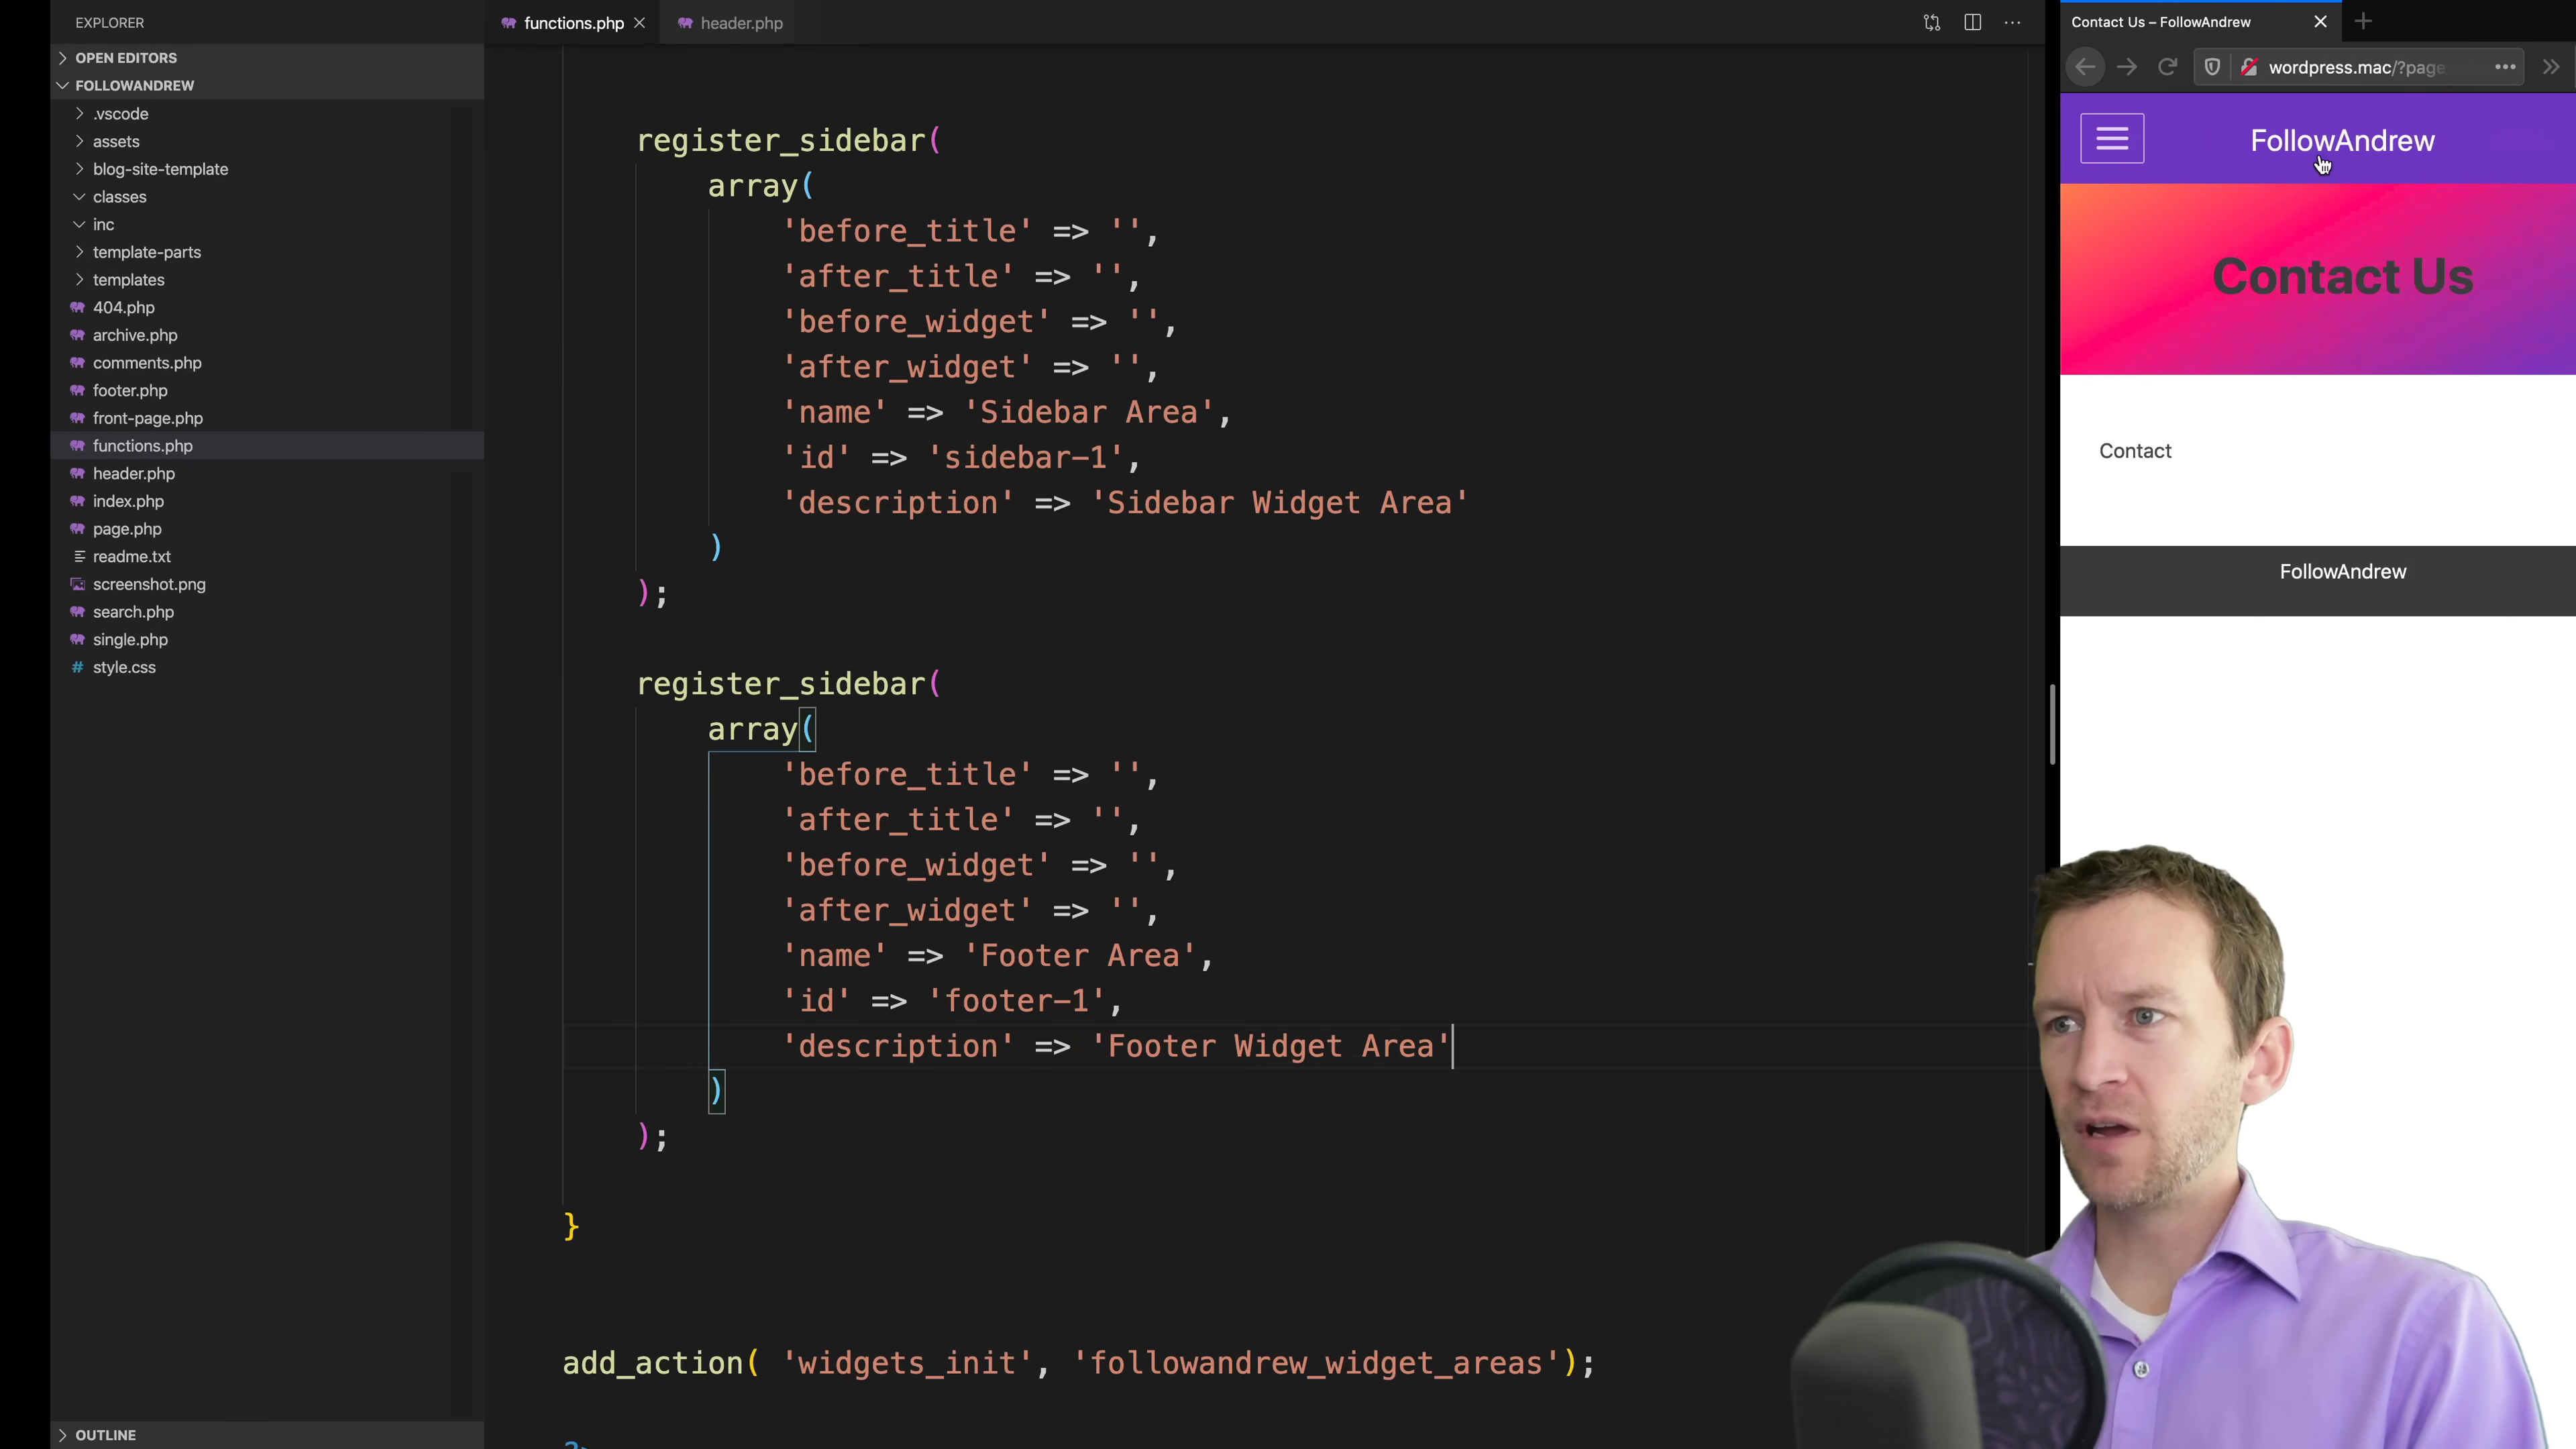 EXPLORER
OPEN EDITORS
FOLLOWANDREW
.vscode
assets
blog-site-template
classes
inc
template-parts
templates
404.php
archive.php
comments.php
footer.php
front-page.php
functions.php
header.php
index.php
page.php
readme.txt
screenshot.png
search.php
single.php
# style.css
OUTLINE
functions.php
header.php
register_sidebar(
array(
'before_title' => '',
'after_title' => '',
'before_widget' => '',
'after_widget' => '',
'name' => 'Sidebar Area',
'id' => 'sidebar-1',
'description' => 'Sidebar Widget Area'
)
);
register_sidebar(
array(
'before_title' => '',
'after_title' => '',
'before_widget' => '',
'after_widget' => '',
'name' => 'Footer Area',
'id' => 'footer-1',
'description' => 'Footer Widget Area'
)
);
}
add_action( 'widgets_init', 'followandrew_widget_areas');
Contact Us – FollowAndrew
wordpress.mac/?page
FollowAndrew
Contact Us
Contact
FollowAndrew